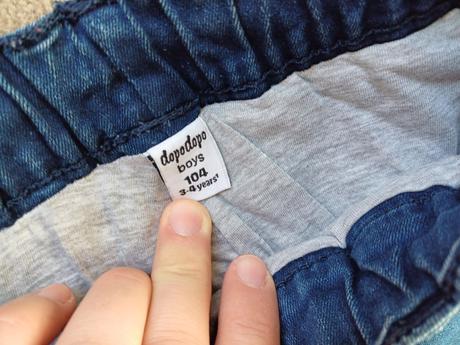 dopodopo
boys
104
3-4 years'